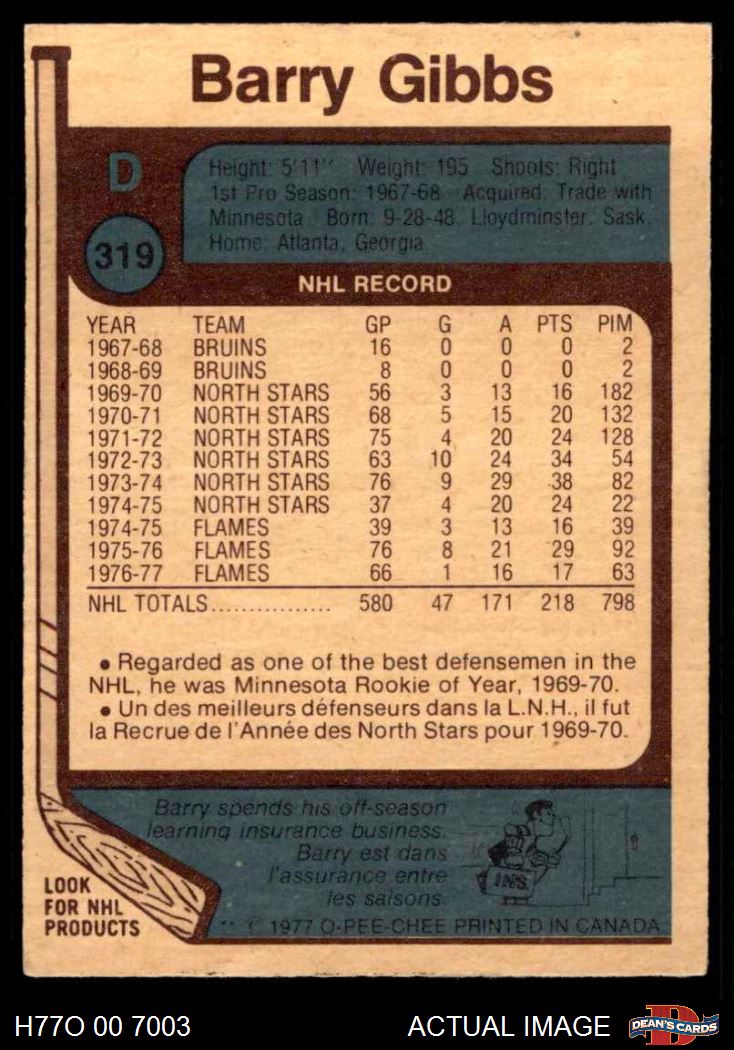 Barry Gibbs
D
319
Height: 5'11'' Weight: 195 Shoots: Right
1st Pro Season: 1967-68 Acquired: Trade with
Minnesota Born: 9-28-48, Lloydminster, Sask.
Home: Atlanta, Georgia
NHL RECORD
YEAR TEAM GP G A PTS PIM
1967-68 BRUINS 16 0 0 0 2
1968-69 BRUINS 8 0 0 0 2
1969-70 NORTH STARS 56 3 13 16 182
1970-71 NORTH STARS 68 5 15 20 132
1971-72 NORTH STARS 75 4 20 24 128
1972-73 NORTH STARS 63 10 24 34 54
1973-74 NORTH STARS 76 9 29 38 82
1974-75 NORTH STARS 37 4 20 24 22
1974-75 FLAMES 39 3 13 16 39
1975-76 FLAMES 76 8 21 29 92
1976-77 FLAMES 66 1 16 17 63
NHL TOTALS................ 580 47 171 218 798
• Regarded as one of the best defensemen in the
NHL, he was Minnesota Rookie of Year, 1969-70.
• Un des meilleurs défenseurs dans la L.N.H., il fut
la Recrue de l'Année des North Stars pour 1969-70.
Barry spends his off-season
learning insurance business.
Barry est dans
l'assurance entre
les saisons.
INS.
LOOK
FOR NHL
PRODUCTS
** © 1977 O-PEE-CHEE PRINTED IN CANADA
H77O 00 7003
ACTUAL IMAGE
D
DEAN'S CARDS